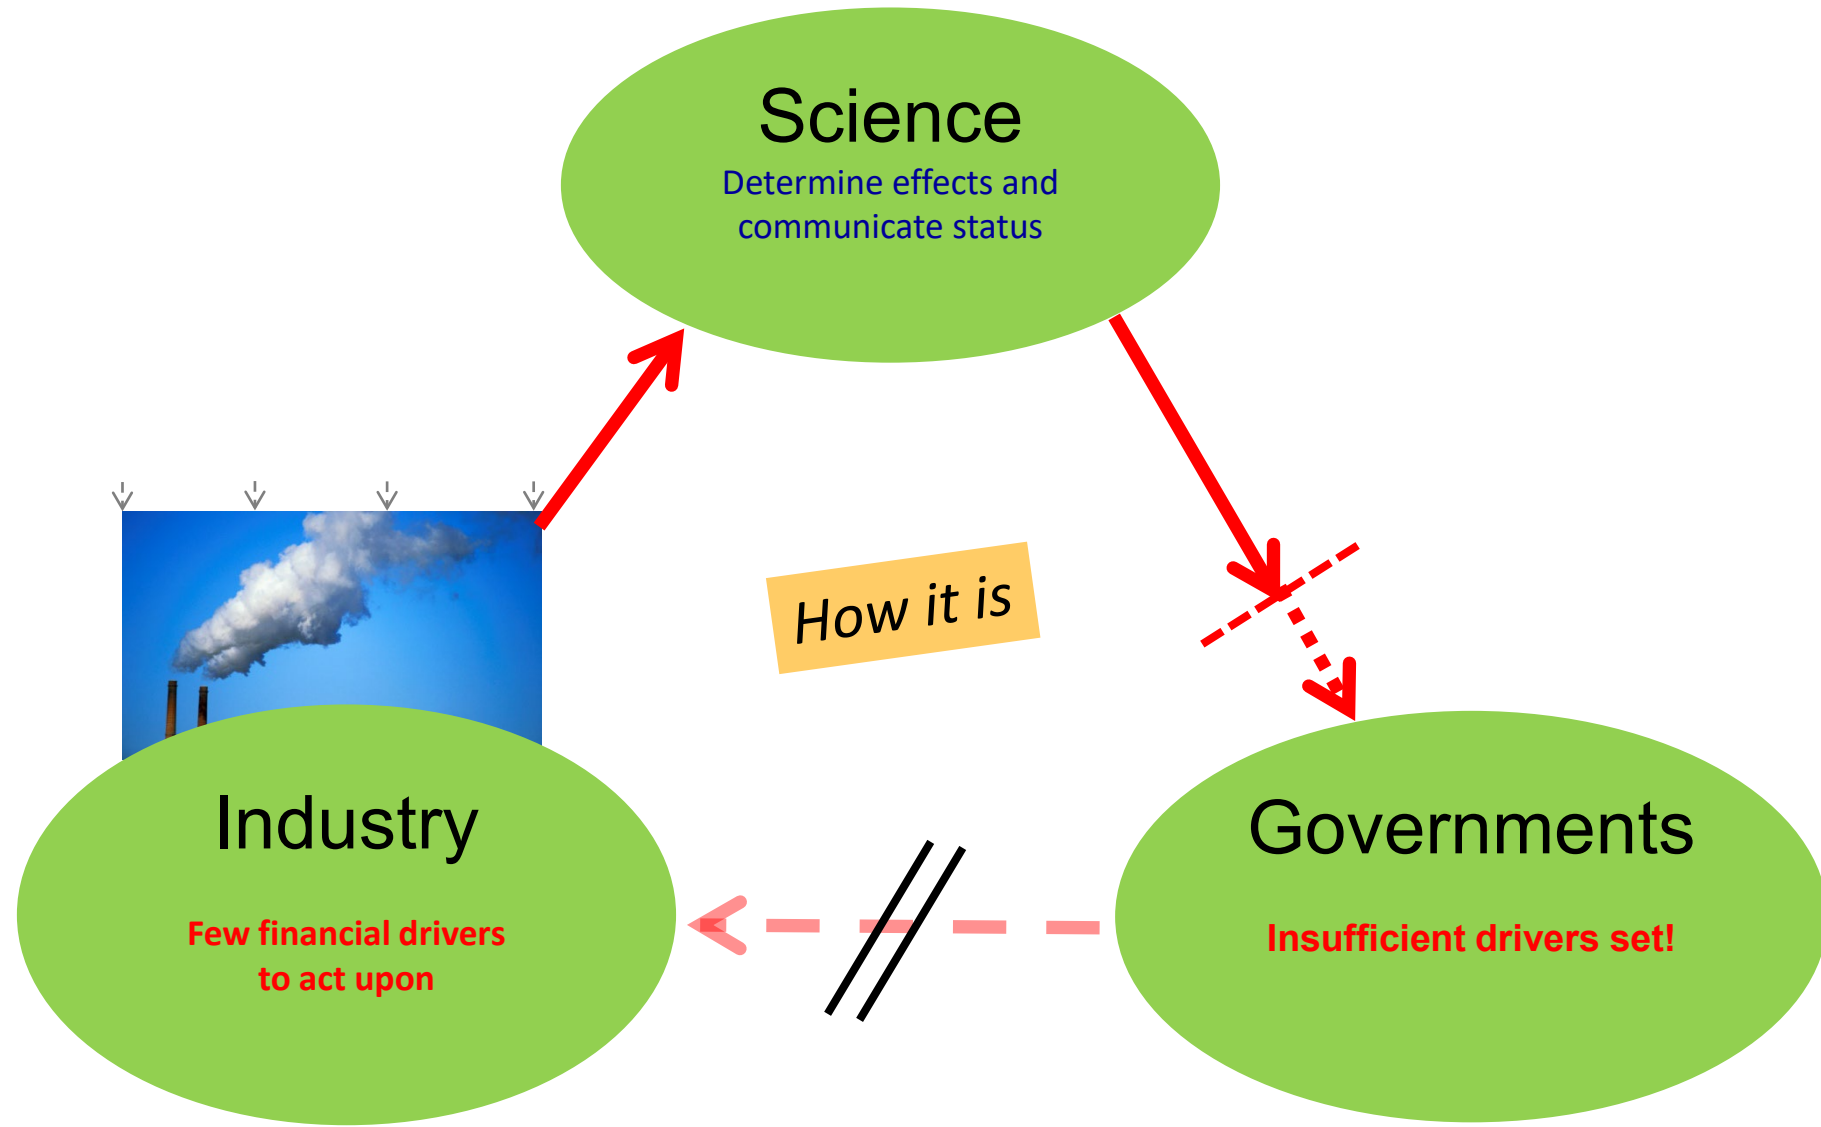 Science
Determine effects and
communicate status
How it is
Industry
Few financial drivers
to act upon
Governments
Insufficient drivers set!